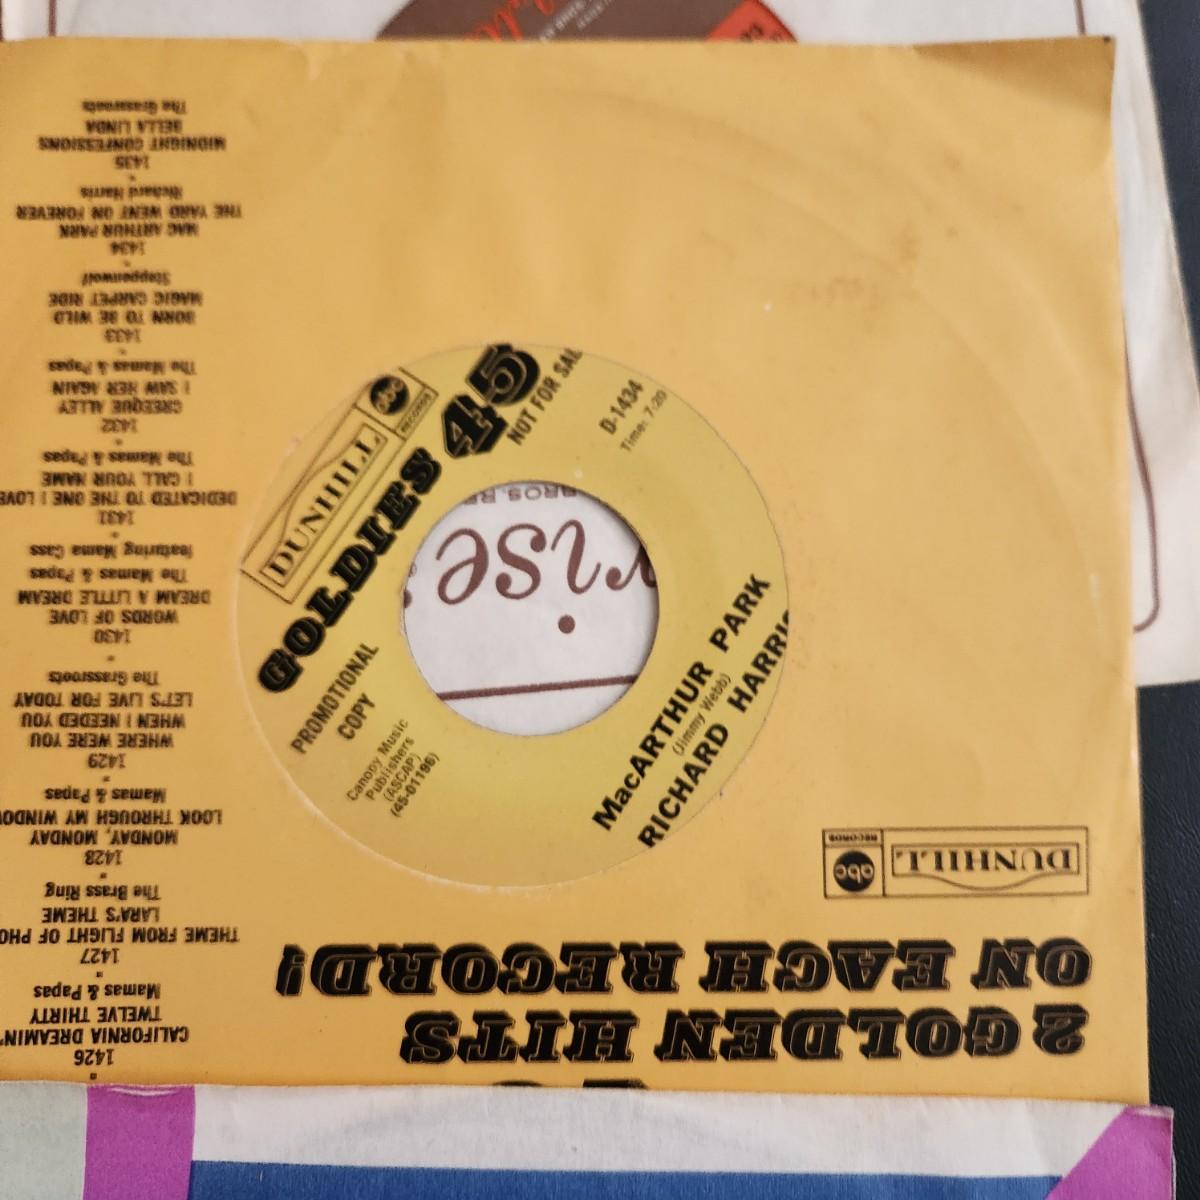 2 GOLDEN HITS
ON EACH RECORD!
DUNHILL
abc
RECORDS
1426
CALIFORNIA DREAMIN'
TWELVE THIRTY
Mamas & Papas
1427
THEME FROM FLIGHT OF
LARA'S THEME
The Brass Ring
1428
MONDAY, MONDAY
LOOK THROUGH MY WINDOW
Mamas & Papas
1429
WHERE WERE YOU
WHEN I NEEDED YOU
LET'S LIVE FOR TODAY
The Grassroots
1430
WORDS OF LOVE
DREAM A LITTLE DREAM
The Mamas & Papas
featuring Mama Cass
1431
DEDICATED TO THE ONE I LOVE
I CALL YOUR NAME
The Mamas & Papas
1432
CREEQUE ALLEY
I SAW HER AGAIN
The Mamas & Papas
1433
BORN TO BE WILD
MAGIC CARPET RIDE
Steppenwolf
1434
MAC ARTHUR PARK
THE YARD WENT ON FOREVER
Richard Harris
1435
MIDNIGHT CONFESSIONS
BELLA LINDA
The Grassroots
DUNHILL
abc
RECORDS
GOLDIES 45
NOT FOR SAL
D-1434
Time: 7:20
PROMOTIONAL
COPY
Canopy Music
Publishers
(ASCAP)
(45-01196)
MacARTHUR PARK
(Jimmy Webb)
RICHARD HARRIS
BROS. RE
rise